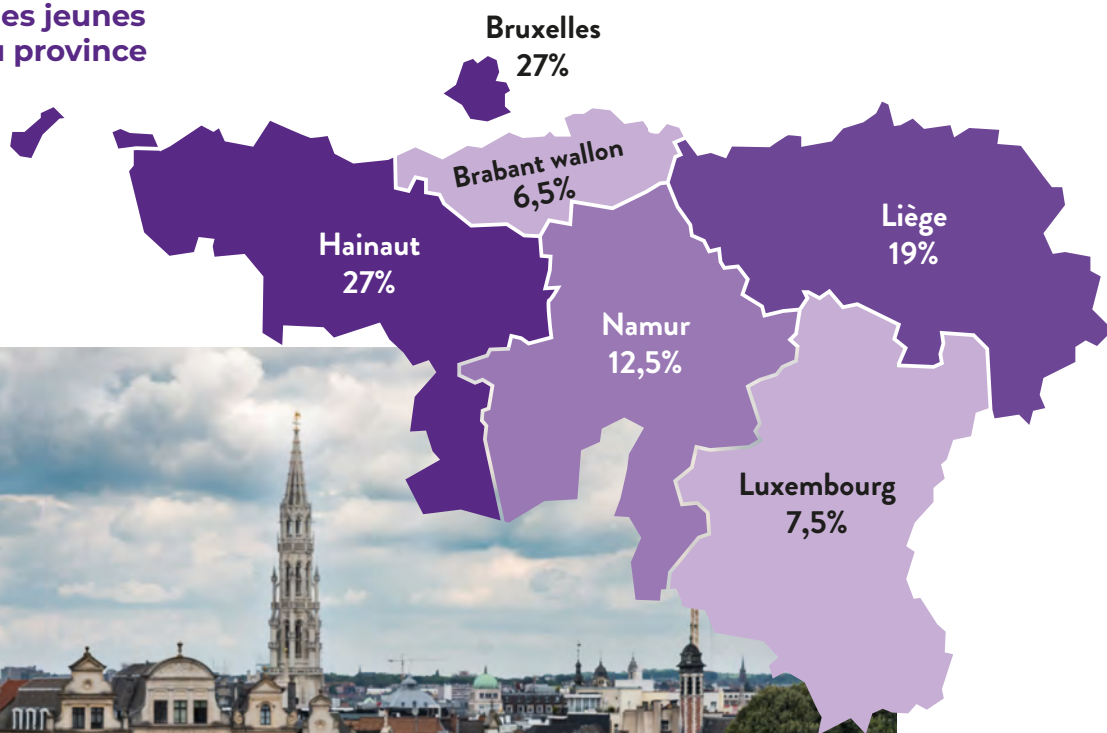 es jeunes
province
Bruxelles
27%
Brabant wallon
6,5%
Hainaut
27%
Liège
19%
Namur
12,5%
Luxembourg
7,5%